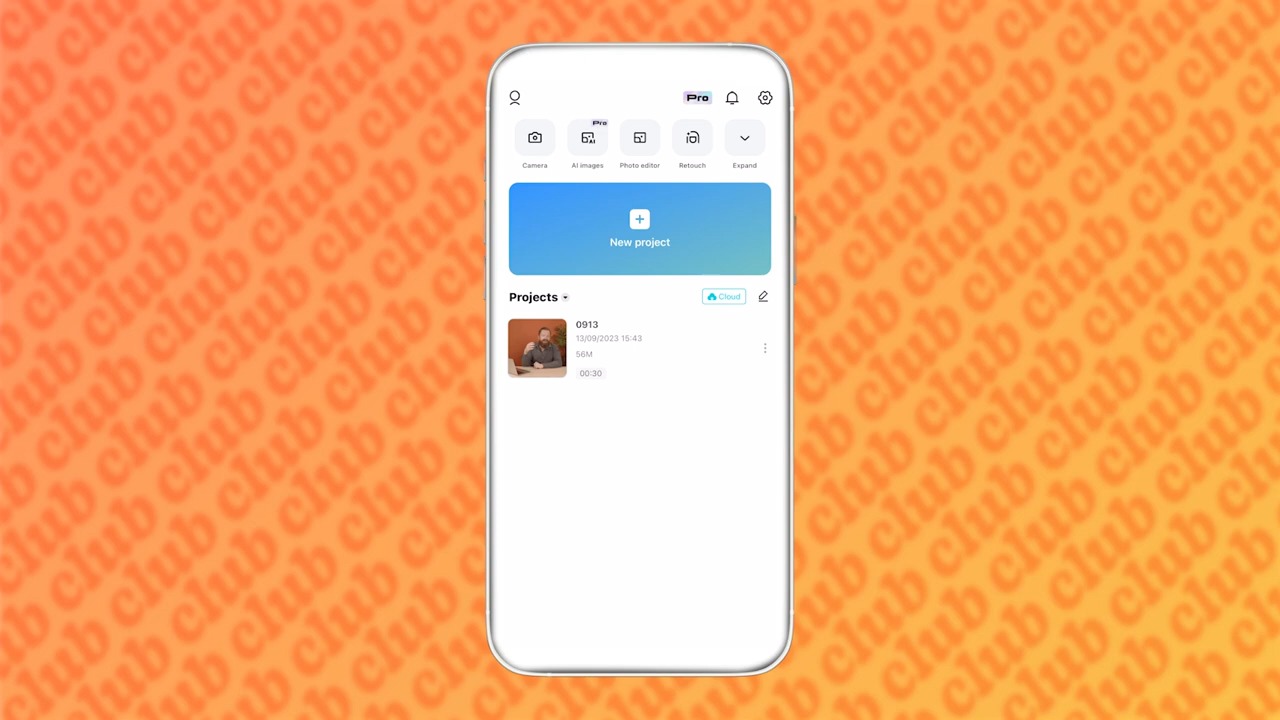 Pro
Pro
Camera
AI images
Photo editor
Retouch
Expand
New project
Projects
Cloud
0913
13/09/2023 15:43
56M
00:30
club